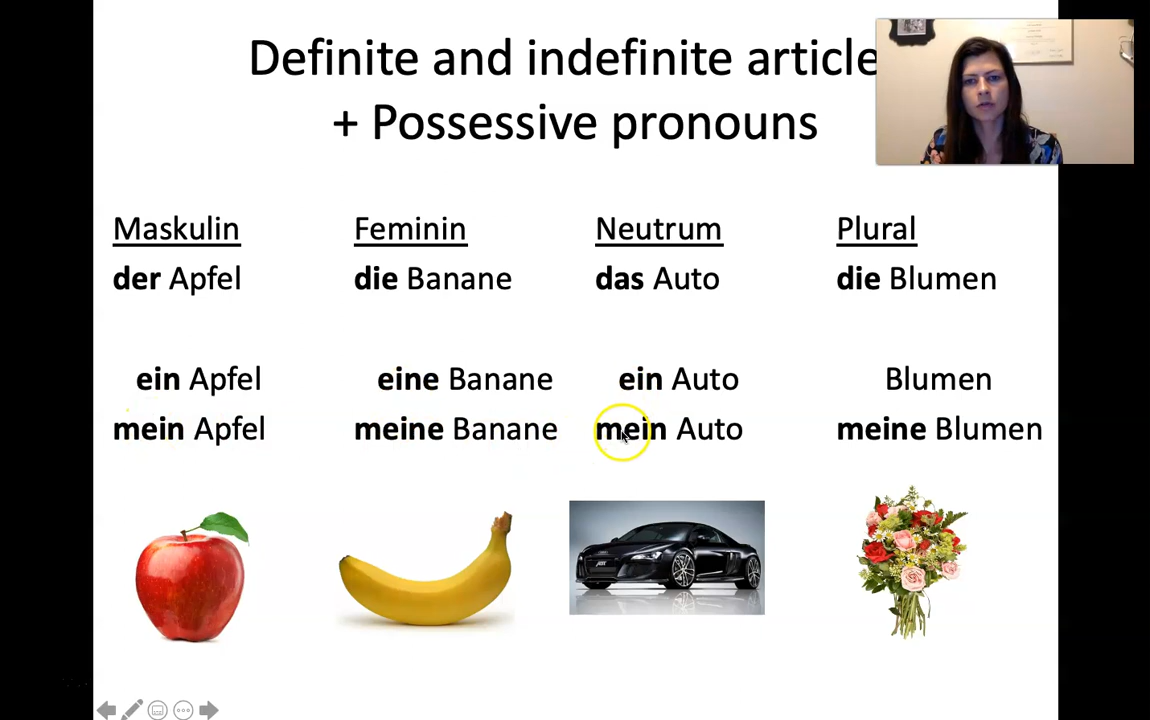 Definite and indefinite article
+ Possessive pronouns
Maskulin Feminin Neutrum Plural
der Apfel die Banane das Auto die Blumen
ein Apfel eine Banane ein Auto Blumen
mein Apfel meine Banane mein Auto meine Blumen